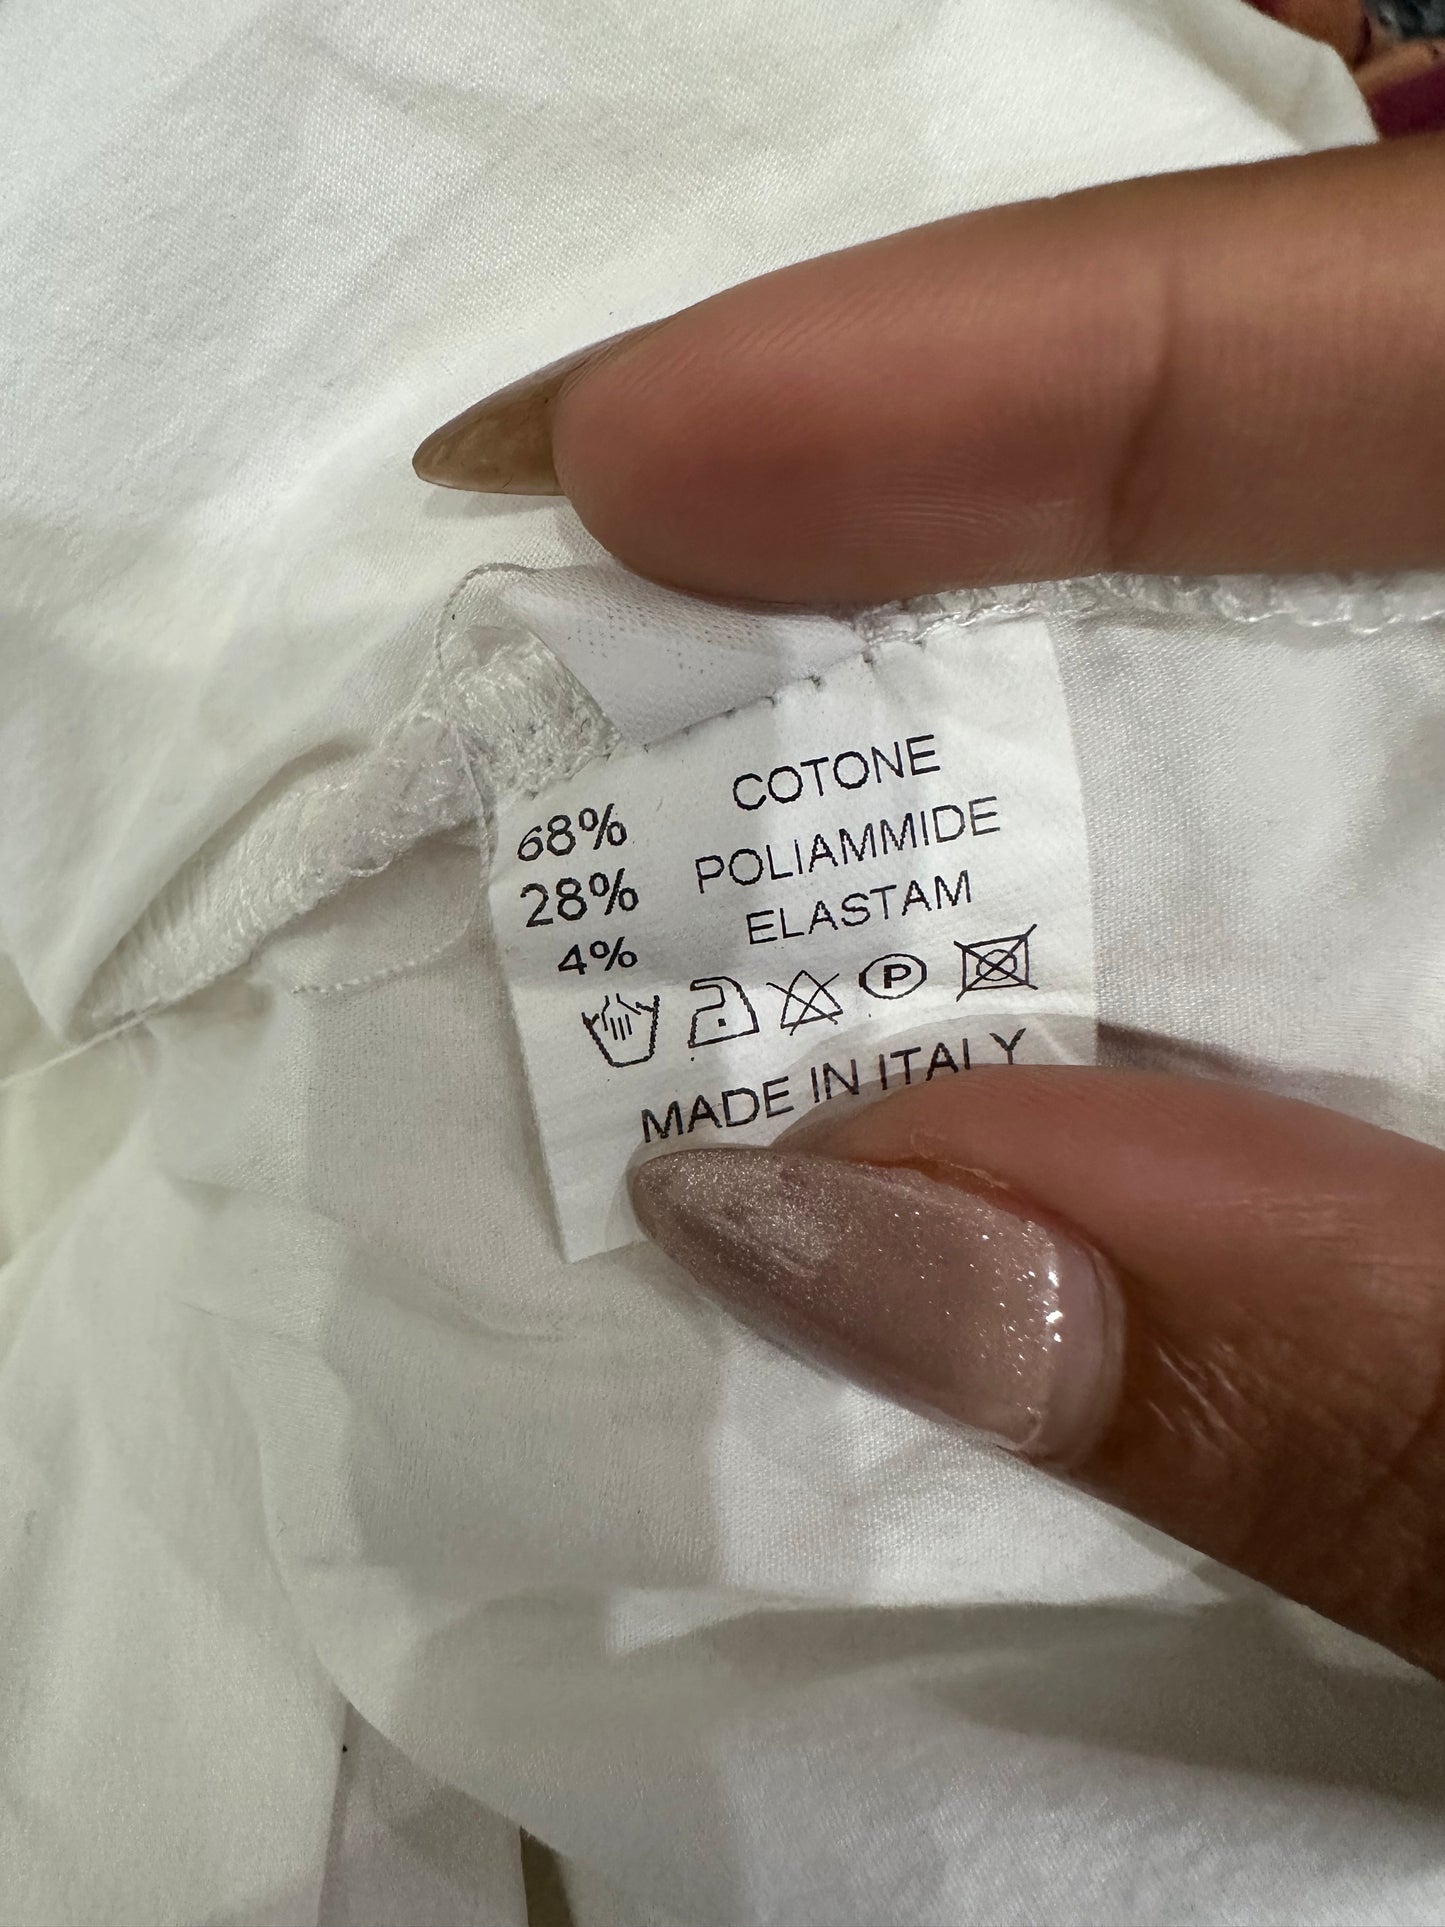 68% COTONE
28% POLIAMMIDE
4% ELASTAM
P
MADE IN ITALY